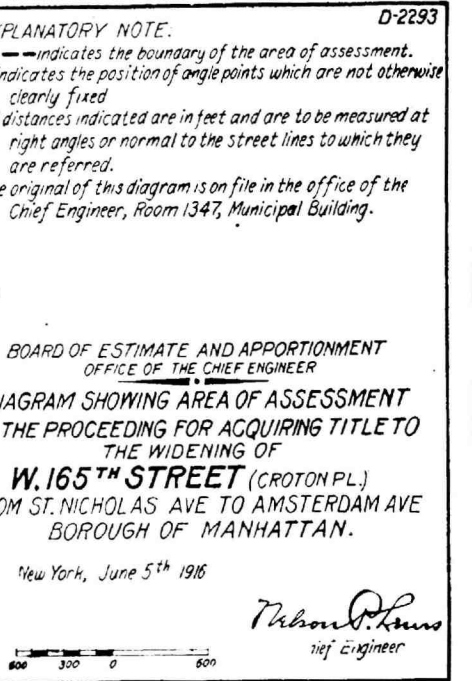 D-2293
PLANATORY NOTE:
indicates the boundary of the area of assessment.
ndicates the position of angle points which are not otherwise
clearly fixed
distances indicated are in feet and are to be measured at
right angles or normal to the street lines to which they
are referred.
e original of this diagram is on file in the office of the
Chief Engineer, Room 1347, Municipal Building.
BOARD OF ESTIMATE AND APPORTIONMENT
OFFICE OF THE CHIEF ENGINEER
IAGRAM SHOWING AREA OF ASSESSMENT
THE PROCEEDING FOR ACQUIRING TITLE TO
THE WIDENING OF
W. 165TH STREET (CROTON PL.)
OM ST. NICHOLAS AVE TO AMSTERDAM AVE
BOROUGH OF MANHATTAN.
New York, June 5th 1916
Nelson P. Lewis
hief Engineer
600 300 0 600